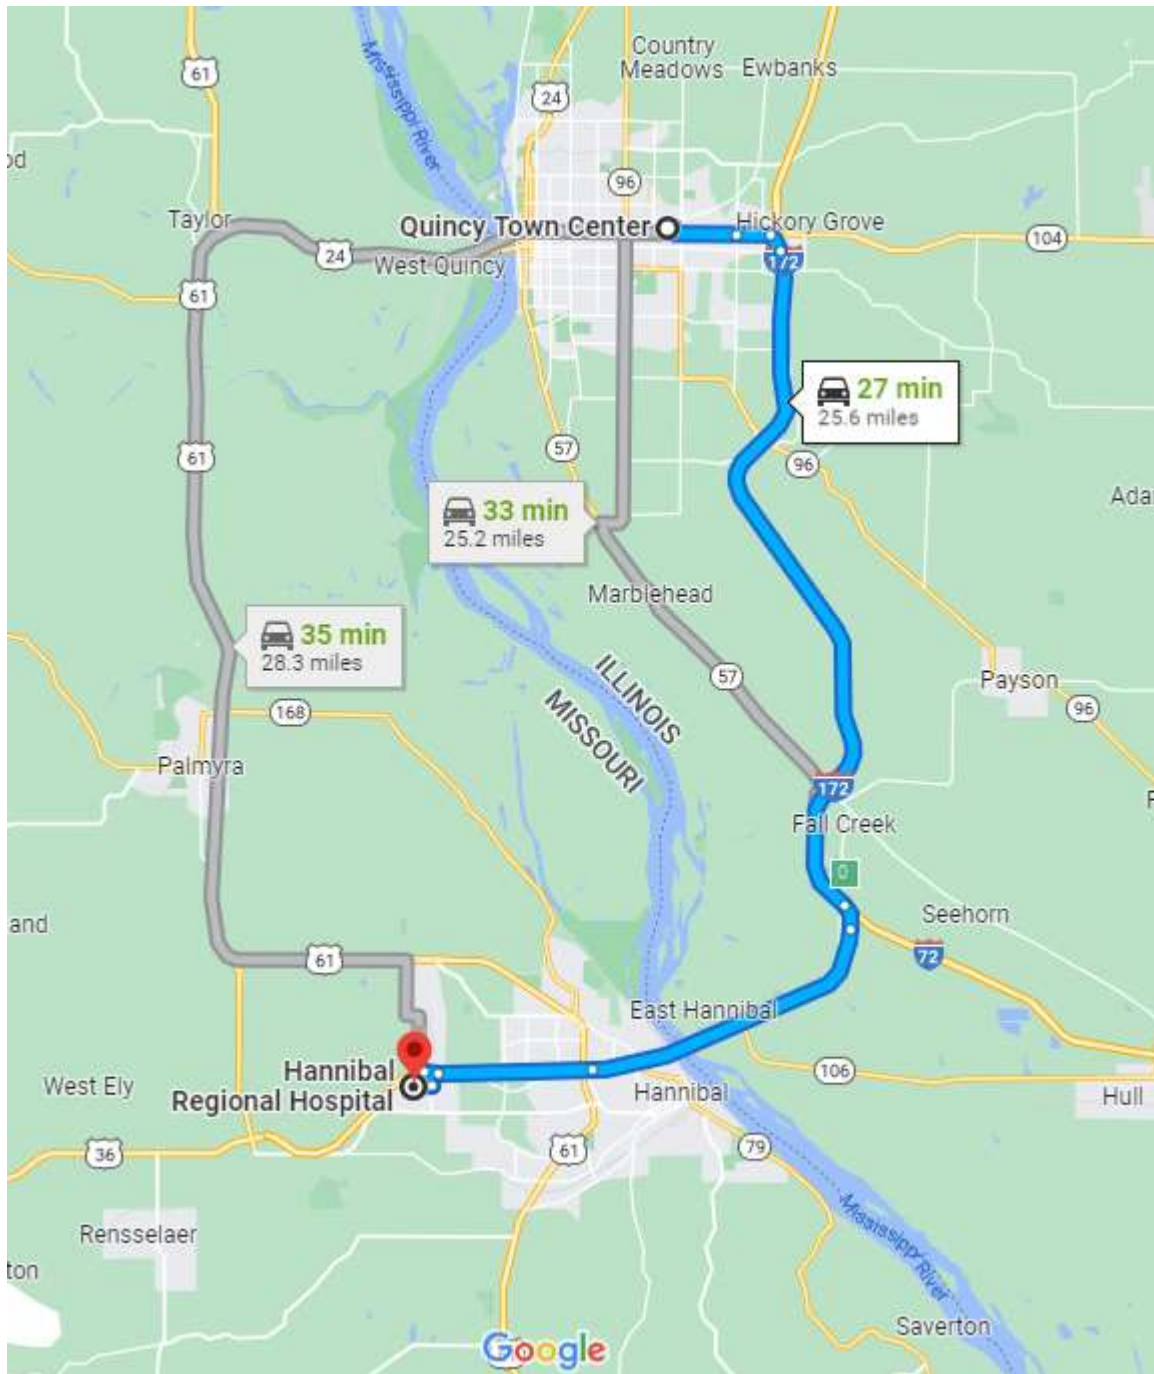 Country
Meadows
Ewbanks
61
24
Mississippi River
od
96
Taylor
Quincy Town Center
Hickory Grove
104
24
West Quincy
172
61
27 min
25.6 miles
61
57
96
Ada
33 min
25.2 miles
Marblehead
35 min
28.3 miles
ILLINOIS
MISSOURI
57
Payson
168
96
Palmyra
172
Fall Creek
0
and
Seehorn
61
72
East Hannibal
Hannibal
Regional Hospital
106
West Ely
Hannibal
Hull
36
61
79
Rensselaer
Mississippi River
ton
Saverton
Google